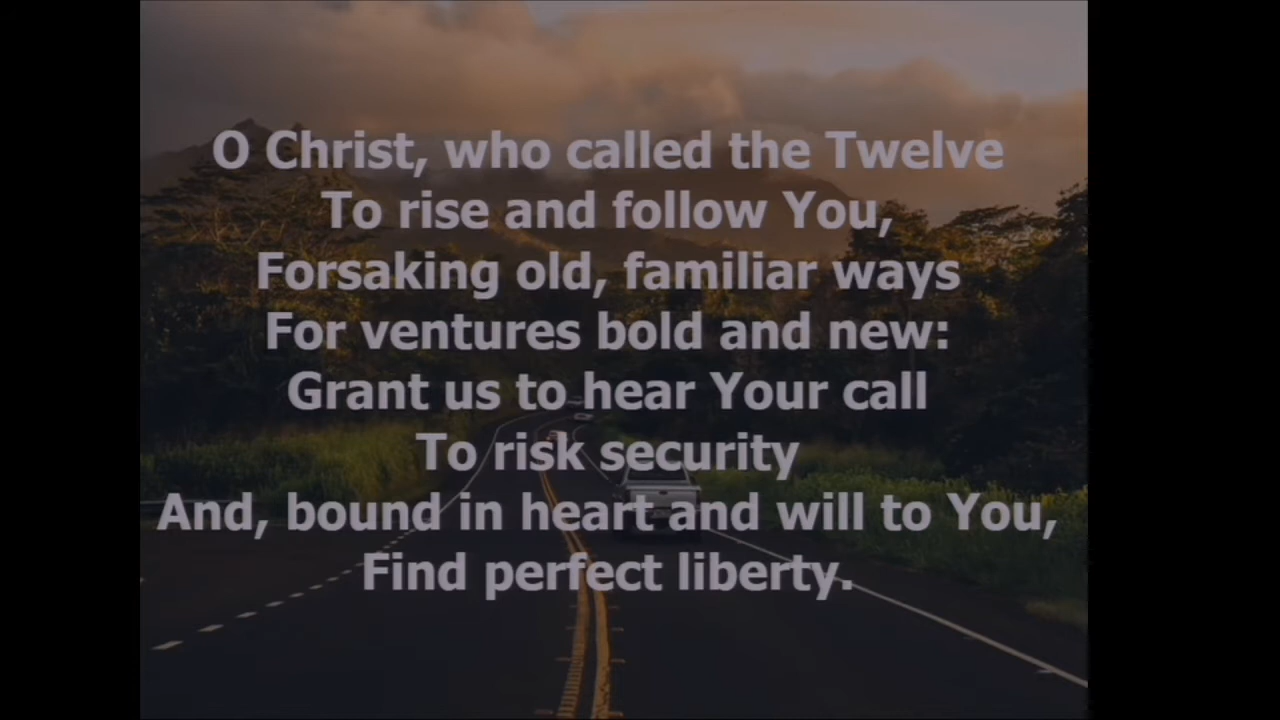 O Christ, who called the Twelve
To rise and follow You,
Forsaking old, familiar ways
For ventures bold and new:
Grant us to hear Your call
To risk security
And, bound in heart and will to You,
Find perfect liberty.